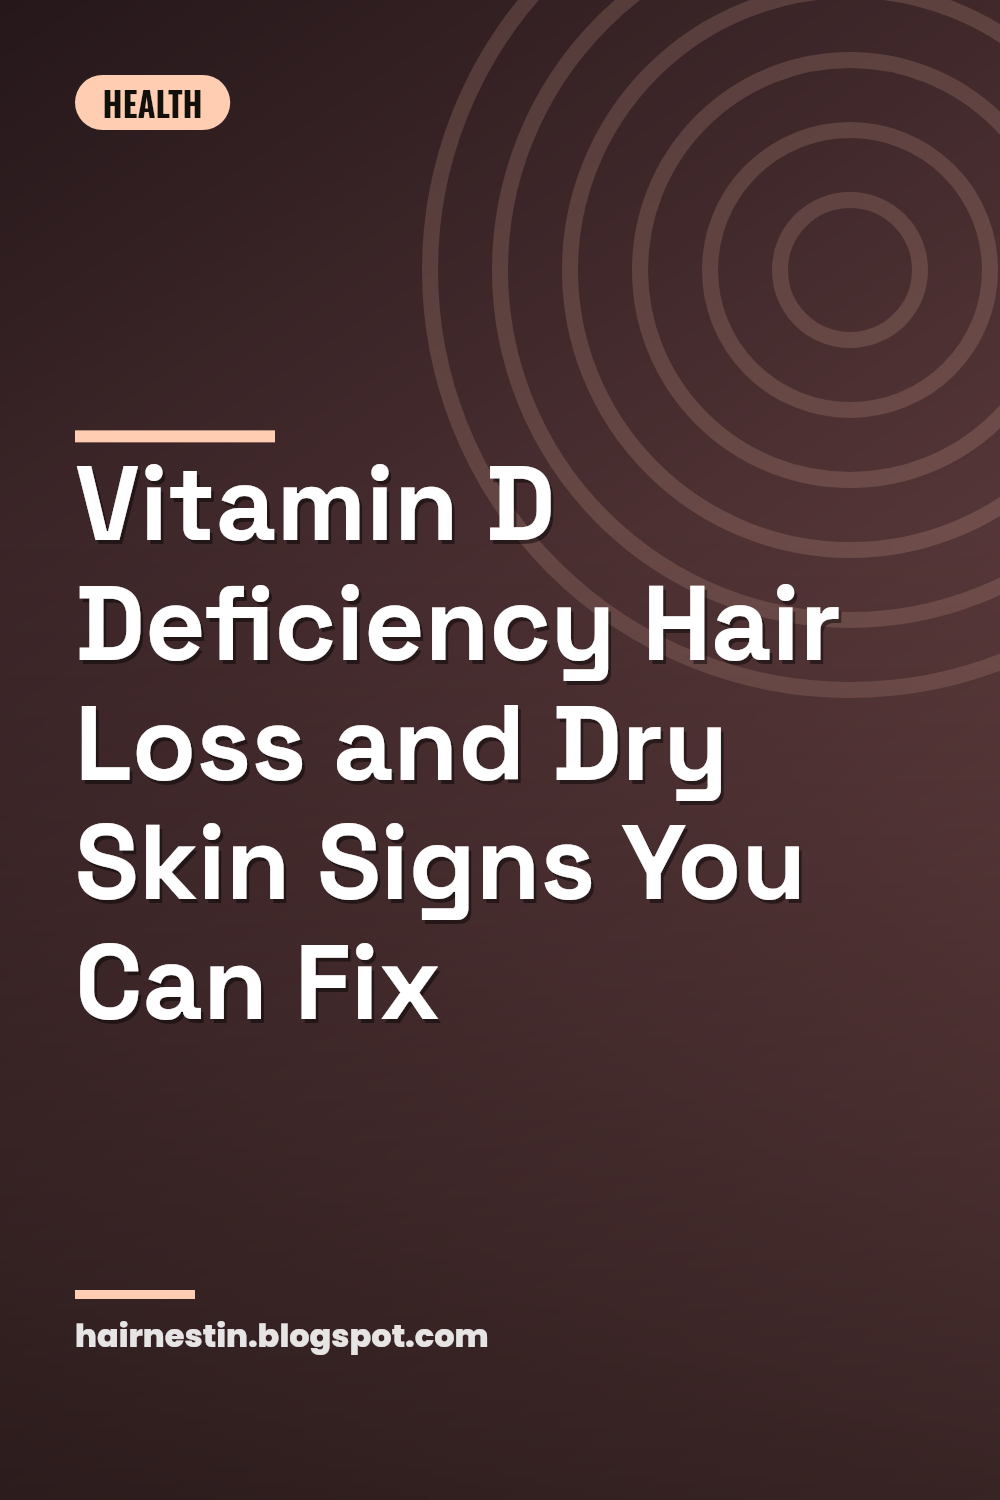 HEALTH
Vitamin D
Deficiency Hair
Loss and Dry
Skin Signs You
Can Fix
hairnestin.blogspot.com